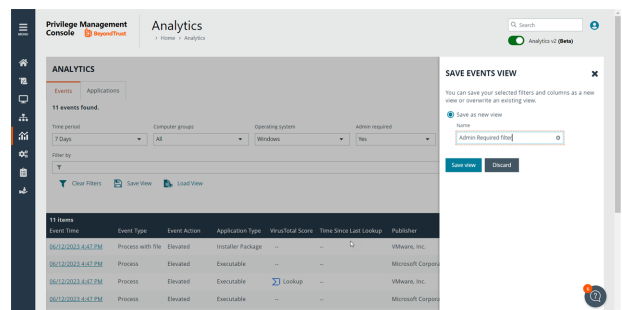 MENU
Privilege Management
Console BeyondTrust
Analytics
› Home › Analytics
Search
Analytics v2 (Beta)
ANALYTICS
Events
Applications
11 events found.
Time period
Computer groups
Operating system
Admin required
7 Days
All
Windows
Yes
Filter by
Clear Filters
Save View
Load View
11 items
Event Time
Event Type
Event Action
Application Type
VirusTotal Score
Time Since Last Lookup
Publisher
06/12/2023 4:47 PM
Process with file
Elevated
Installer Package
--
--
VMware, Inc.
06/12/2023 4:47 PM
Process
Elevated
Executable
--
--
Microsoft Corpora
06/12/2023 4:47 PM
Process
Elevated
Executable
Lookup
--
VMware, Inc.
06/12/2023 4:47 PM
Process
Elevated
Executable
--
--
Microsoft Corpora
SAVE EVENTS VIEW
You can save your selected filters and columns as a new
view or overwrite an existing view.
Save as new view
Name
Admin Required filter
Save view
Discard